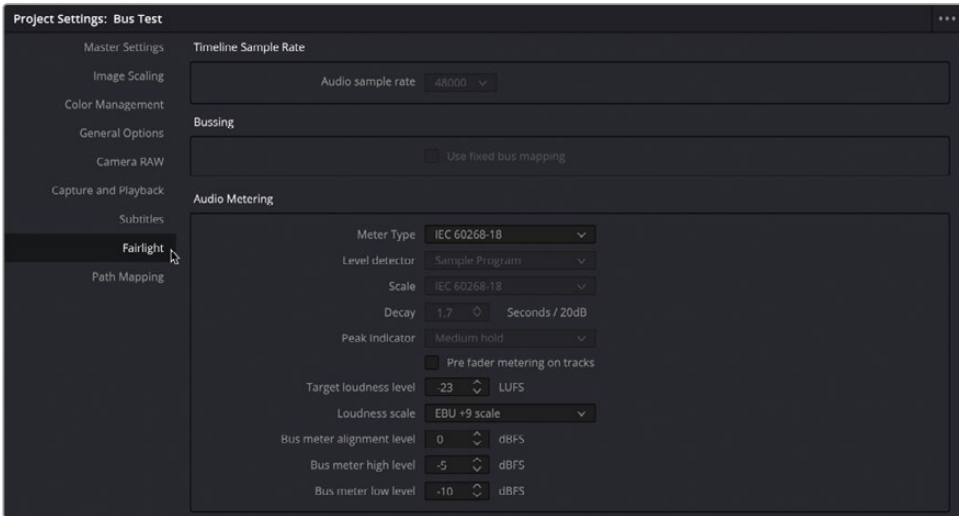 Project Settings: Bus Test
Master Settings
Image Scaling
Color Management
General Options
Camera RAW
Capture and Playback
Subtitles
Fairlight
Path Mapping
Timeline Sample Rate
Audio sample rate 48000
Bussing
Use fixed bus mapping
Audio Metering
Meter Type IEC 60268-18
Level detector Sample Program
Scale IEC 60268-18
Decay 1.7 Seconds / 20dB
Peak Indicator Medium hold
Pre fader metering on tracks
Target loudness level -23 LUFS
Loudness scale EBU +9 scale
Bus meter alignment level 0 dBFS
Bus meter high level -5 dBFS
Bus meter low level -10 dBFS